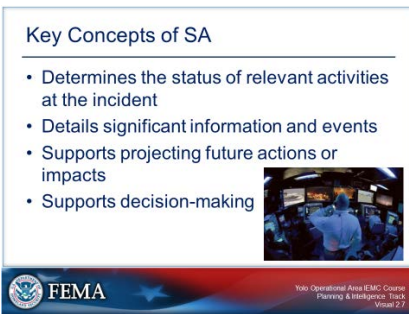 Key Concepts of SA
• Determines the status of relevant activities
at the incident
• Details significant information and events
• Supports projecting future actions or
impacts
• Supports decision-making
FEMA
Yolo Operational Area IEMC Course
Planning & Intelligence Track
Visual 2.7